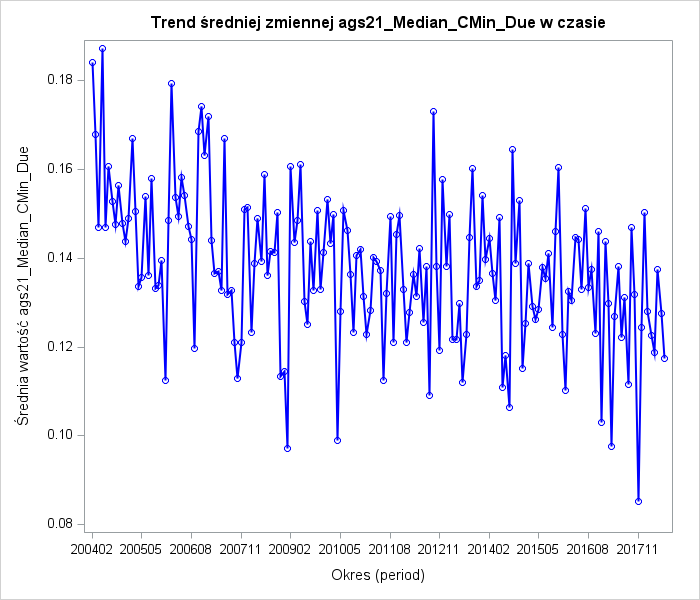 Trend średniej zmiennej ags21_Median_CMin_Due w czasie
Średnia wartość ags21_Median_CMin_Due
0.18
0.16
0.14
0.12
0.10
0.08
200402 200505 200608 200711 200902 201005 201108 201211 201402 201505 201608 201711
Okres (period)